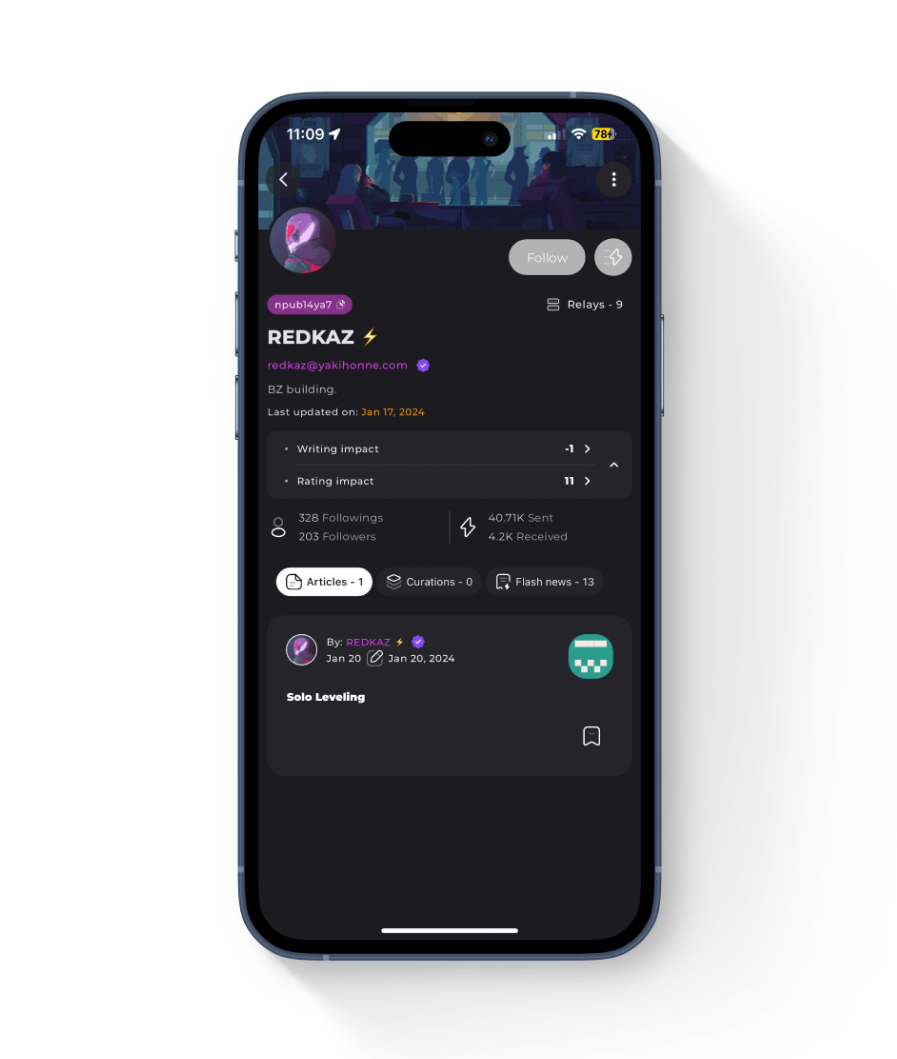 11:09
78
Follow
npub14ya7
Relays - 9
REDKAZ ⚡
redkaz@yakihonne.com
BZ building.
Last updated on: Jan 17, 2024
• Writing impact -1
• Rating impact 11
328 Followings
203 Followers
40.71K Sent
4.2K Received
Articles - 1
Curations - 0
Flash news - 13
By: REDKAZ ⚡
Jan 20 Jan 20, 2024
Solo Leveling